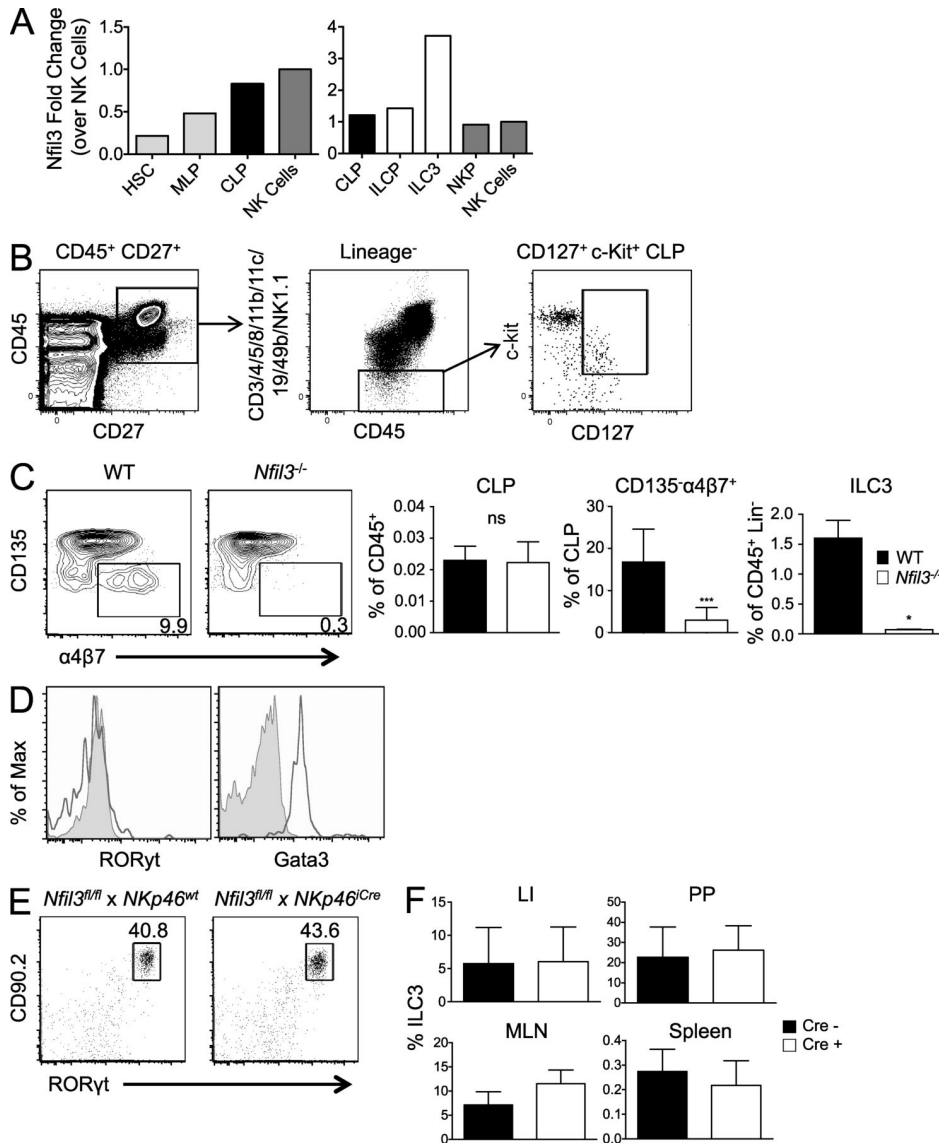 A
Nfil3 Fold Change
(over NK Cells)
1.5
1.0
0.5
0.0
HSC
MLP
CLP
NK Cells
4
3
2
1
0
CLP
ILCP
ILC3
NKP
NK Cells
B
CD45⁺ CD27⁺
CD45
0
0
CD27
CD3/4/5/8/11b/11c/
19/49b/NK1.1
Lineage⁻
0
CD45
CD127⁺ c-Kit⁺ CLP
c-kit
0
0
CD127
C
WT
Nfil3⁻/⁻
CD135
9.9
0.3
α4β7
CLP
ns
% of CD45⁺
0.04
0.03
0.02
0.01
0.00
CD135⁻α4β7⁺
% of CLP
30
20
10
0
***
ILC3
% of CD45⁺ Lin⁻
2.0
1.5
1.0
0.5
0.0
*
WT
Nfil3⁻/⁻
D
% of Max
RORγt
Gata3
E
Nfil3ᶠˡ/ᶠˡ x NKp46ʷᵗ
Nfil3ᶠˡ/ᶠˡ x NKp46ⁱᶜʳᵉ
40.8
43.6
CD90.2
RORγt
F
% ILC3
LI
15
10
5
0
PP
50
40
30
20
10
0
MLN
20
15
10
5
0
Spleen
0.4
0.3
0.2
0.1
0.0
Cre -
Cre +